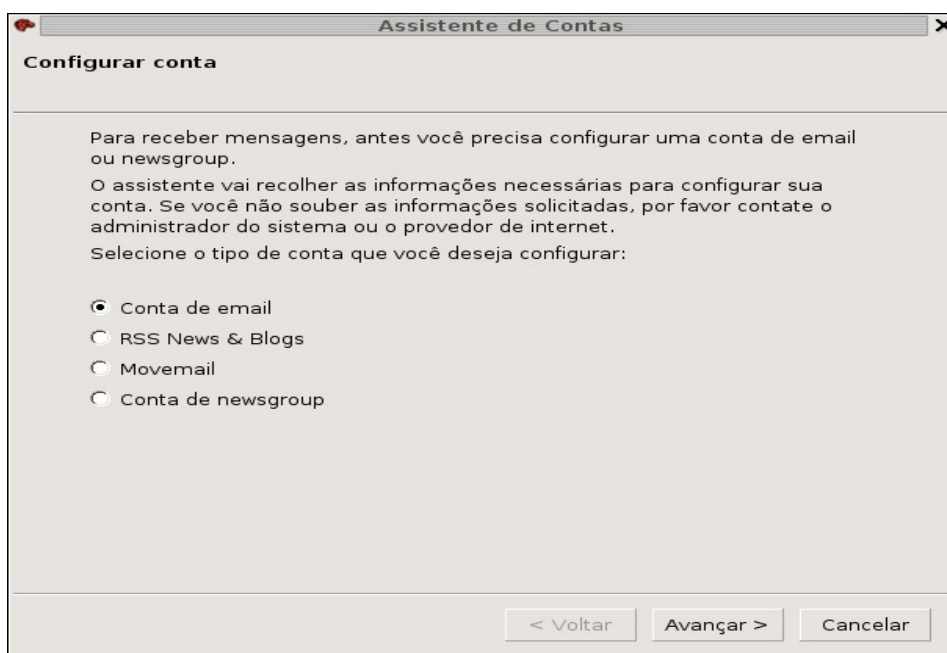 Assistente de Contas
Configurar conta
Para receber mensagens, antes você precisa configurar uma conta de email
ou newsgroup.
O assistente vai recolher as informações necessárias para configurar sua
conta. Se você não souber as informações solicitadas, por favor contate o
administrador do sistema ou o provedor de internet.
Selecione o tipo de conta que você deseja configurar:
Conta de email
RSS News & Blogs
Movemail
Conta de newsgroup
< Voltar
Avançar >
Cancelar